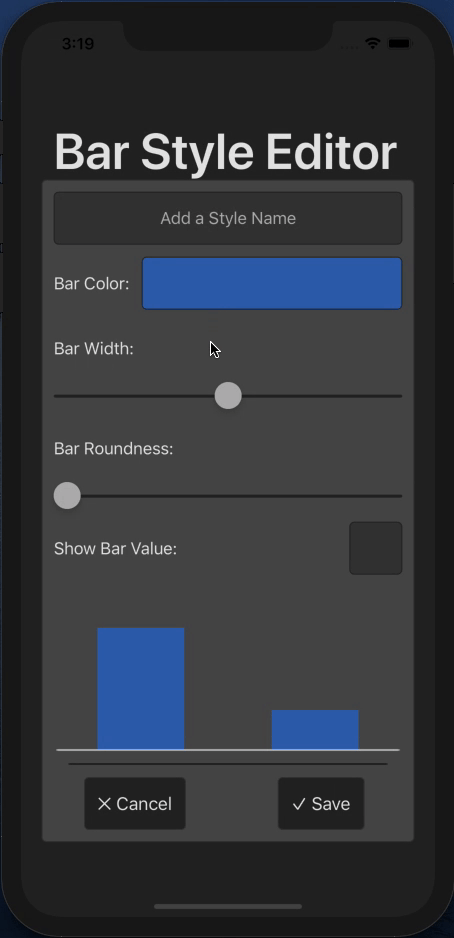 3:19
Bar Style Editor
Add a Style Name
Bar Color:
Bar Width:
Bar Roundness:
Show Bar Value:
Cancel
Save